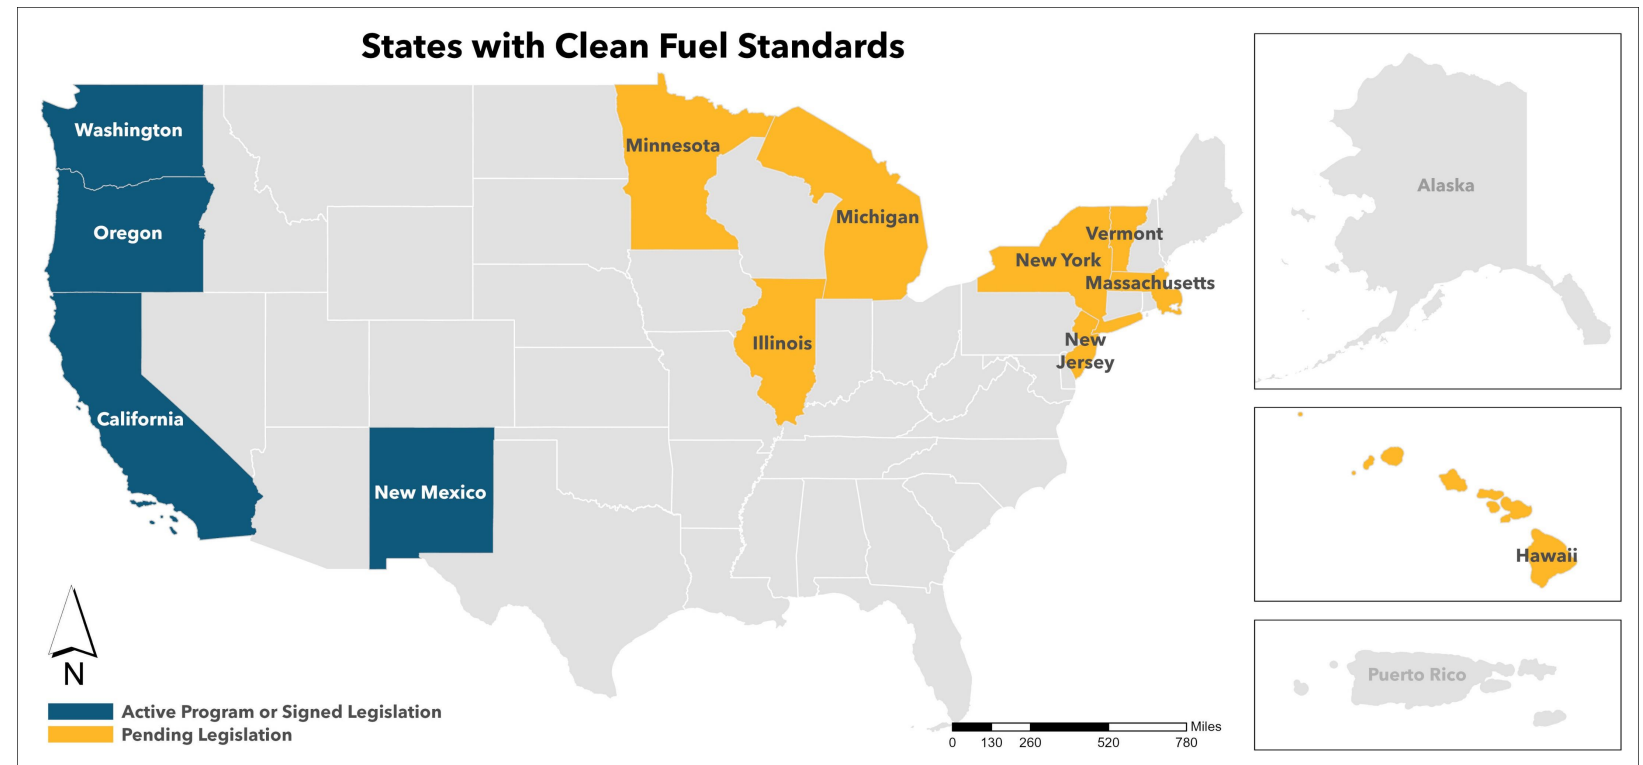 States with Clean Fuel Standards
Washington
Oregon
California
New Mexico
Minnesota
Michigan
Illinois
Vermont
New York
Massachusetts
New
Jersey
Alaska
Hawaii
Puerto Rico
N
Active Program or Signed Legislation
Pending Legislation
Miles
0 130 260 520 780